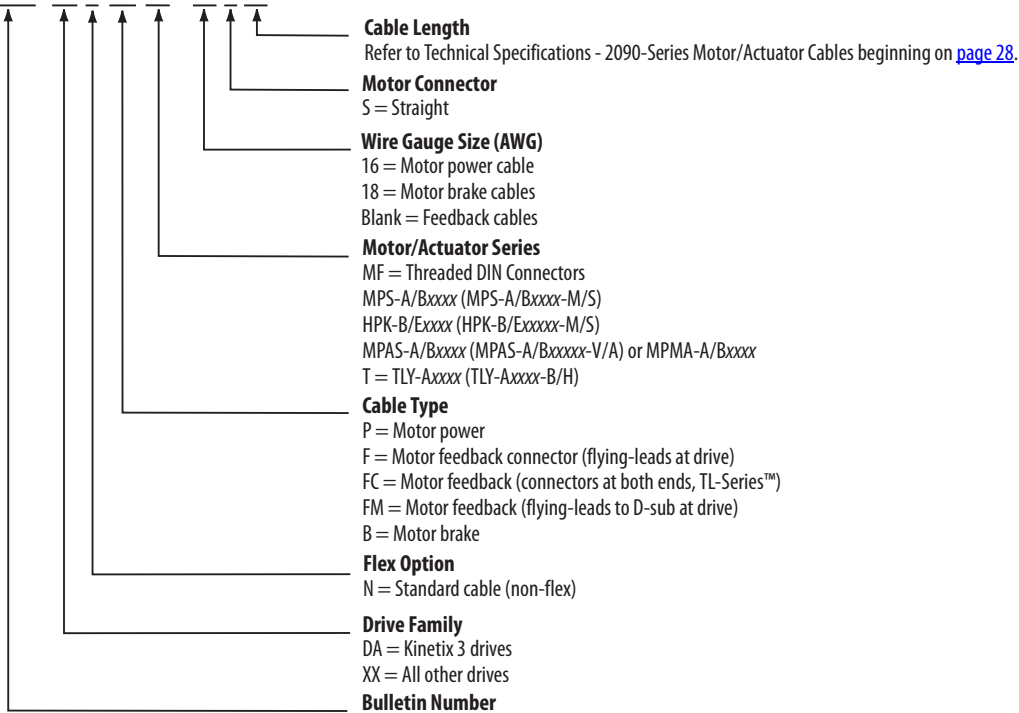 Cable Length
Refer to Technical Specifications - 2090-Series Motor/Actuator Cables beginning on page 28.
Motor Connector
S = Straight
Wire Gauge Size (AWG)
16 = Motor power cable
18 = Motor brake cables
Blank = Feedback cables
Motor/Actuator Series
MF = Threaded DIN Connectors
MPS-A/Bxxxx (MPS-A/Bxxxx-M/S)
HPK-B/Exxxx (HPK-B/Exxxxx-M/S)
MPAS-A/Bxxxx (MPAS-A/Bxxxxx-V/A) or MPMA-A/Bxxxx
T = TLY-Axxxx (TLY-Axxxx-B/H)
Cable Type
P = Motor power
F = Motor feedback connector (flying-leads at drive)
FC = Motor feedback (connectors at both ends, TL-Series™)
FM = Motor feedback (flying-leads to D-sub at drive)
B = Motor brake
Flex Option
N = Standard cable (non-flex)
Drive Family
DA = Kinetix 3 drives
XX = All other drives
Bulletin Number